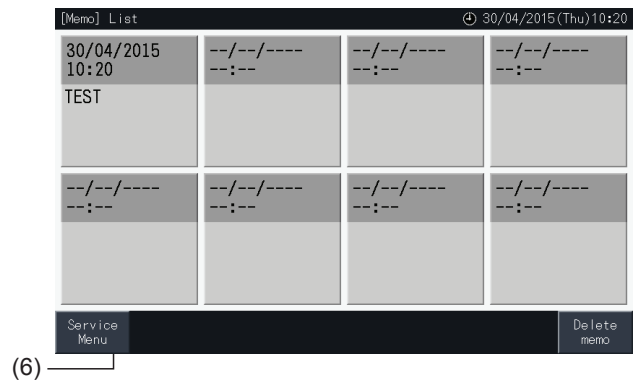 [Memo] List 30/04/2015(Thu)10:20
30/04/2015 --/--/---- --/--/---- --/--/----
10:20 --:-- --:-- --:--
TEST
--/--/---- --/--/---- --/--/---- --/--/----
--:-- --:-- --:-- --:--
Service Delete
Menu memo
(6)